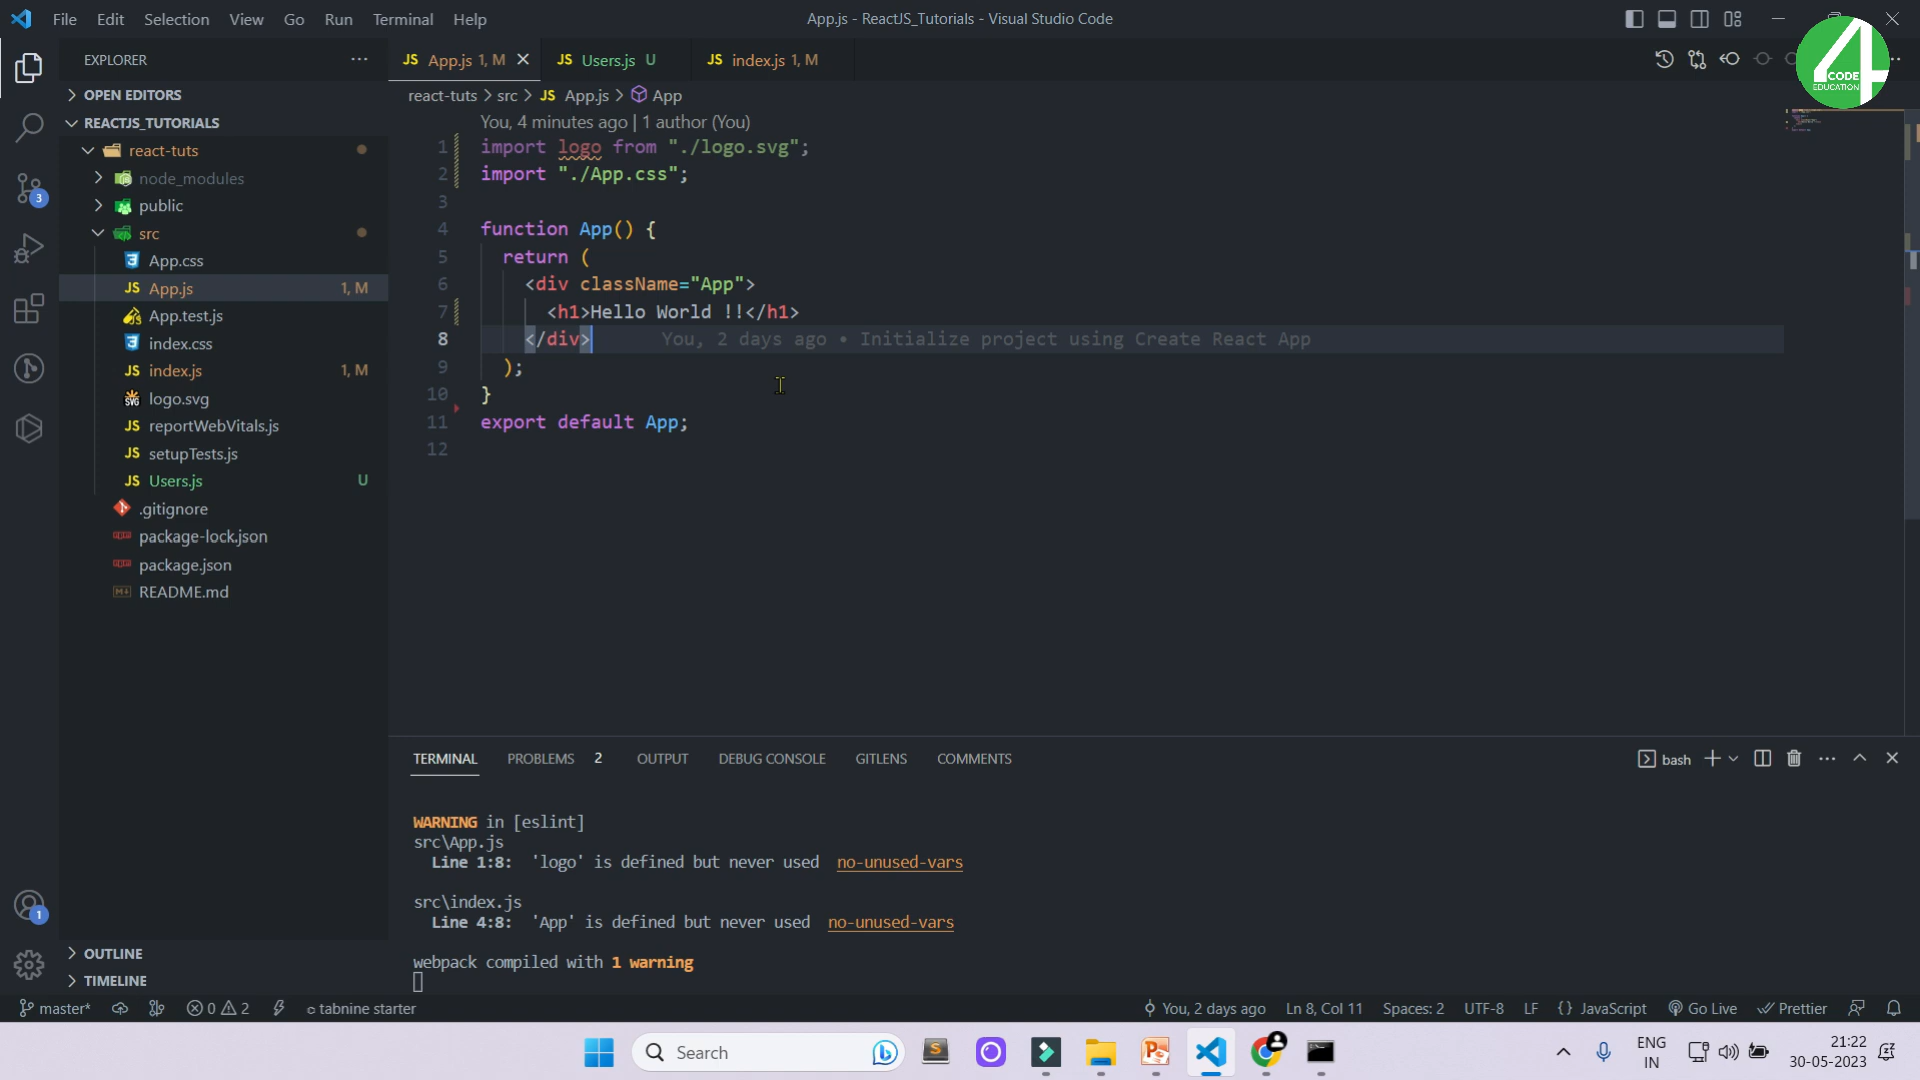 File Edit Selection View Go Run Terminal Help
App.js - ReactJS_Tutorials - Visual Studio Code
4
CODE
EDUCATION
EXPLORER
OPEN EDITORS
REACTJS_TUTORIALS
react-tuts
node_modules
public
src
App.css
App.js 1, M
App.test.js
index.css
index.js 1, M
logo.svg
reportWebVitals.js
setupTests.js
Users.js U
.gitignore
package-lock.json
package.json
README.md
OUTLINE
TIMELINE
3
1
JS App.js 1, M
JS Users.js U
JS index.js 1, M
react-tuts > src > JS App.js > App
You, 4 minutes ago | 1 author (You)
1 import logo from "./logo.svg";
2 import "./App.css";
3
4 function App() {
5 return (
6 <div className="App">
7 <h1>Hello World !!</h1>
8 </div> You, 2 days ago • Initialize project using Create React App
9 );
10 }
11 export default App;
12
TERMINAL PROBLEMS 2 OUTPUT DEBUG CONSOLE GITLENS COMMENTS
bash
WARNING in [eslint]
src\App.js
Line 1:8: 'logo' is defined but never used no-unused-vars
src\index.js
Line 4:8: 'App' is defined but never used no-unused-vars
webpack compiled with 1 warning
master* 0 2 tabnine starter
You, 2 days ago Ln 8, Col 11 Spaces: 2 UTF-8 LF {} JavaScript Go Live Prettier
Search
ENG
IN
21:22
30-05-2023